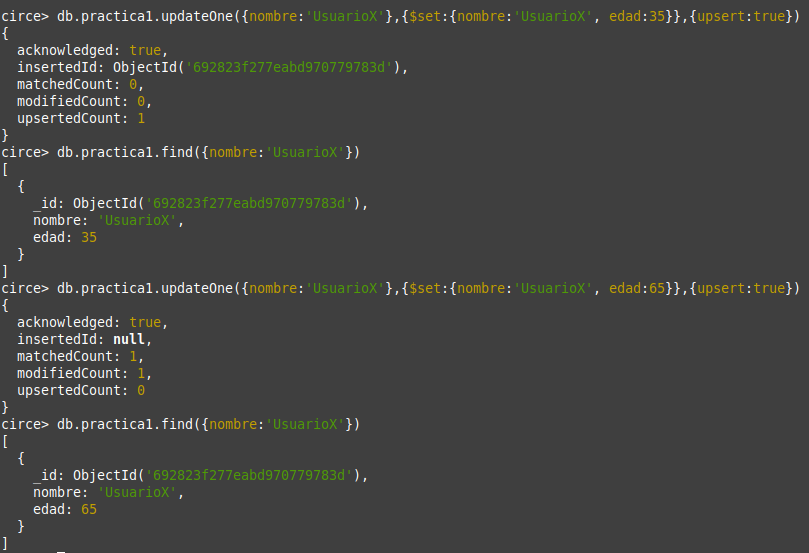 circe> db.practica1.updateOne({nombre:'UsuarioX'},{$set:{nombre:'UsuarioX', edad:35}},{upsert:true})
{
  acknowledged: true,
  insertedId: ObjectId('692823f277eabd970779783d'),
  matchedCount: 0,
  modifiedCount: 0,
  upsertedCount: 1
}
circe> db.practica1.find({nombre:'UsuarioX'})
[
  {
    _id: ObjectId('692823f277eabd970779783d'),
    nombre: 'UsuarioX',
    edad: 35
  }
]
circe> db.practica1.updateOne({nombre:'UsuarioX'},{$set:{nombre:'UsuarioX', edad:65}},{upsert:true})
{
  acknowledged: true,
  insertedId: null,
  matchedCount: 1,
  modifiedCount: 1,
  upsertedCount: 0
}
circe> db.practica1.find({nombre:'UsuarioX'})
[
  {
    _id: ObjectId('692823f277eabd970779783d'),
    nombre: 'UsuarioX',
    edad: 65
  }
]